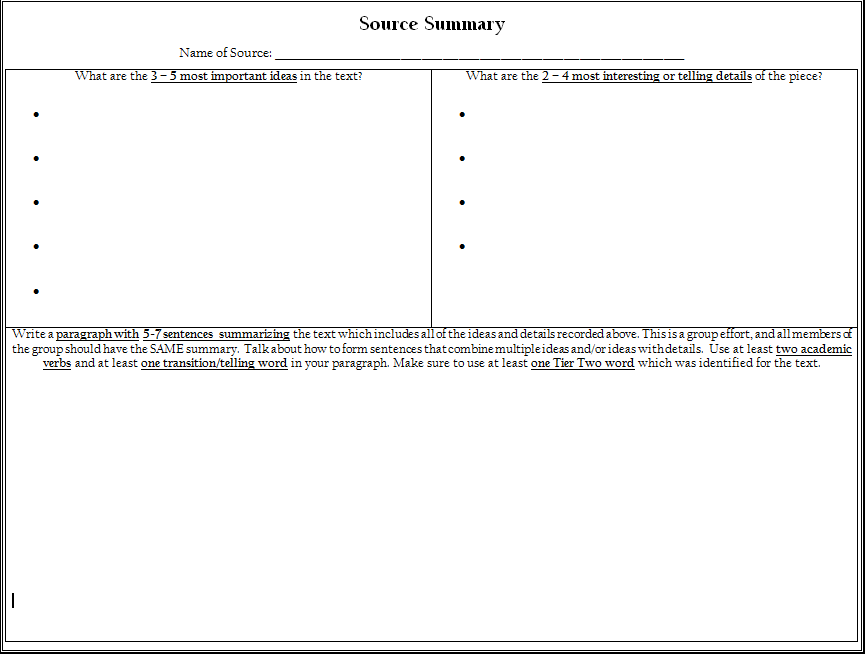 Source Summary
Name of Source: ____________________________________________________________
What are the 3 – 5 most important ideas in the text?
•
•
•
•
•
What are the 2 – 4 most interesting or telling details of the piece?
•
•
•
•
Write a paragraph with 5-7 sentences summarizing the text which includes all of the ideas and details recorded above. This is a group effort, and all members of
the group should have the SAME summary. Talk about how to form sentences that combine multiple ideas and/or ideas with details. Use at least two academic
verbs and at least one transition/telling word in your paragraph. Make sure to use at least one Tier Two word which was identified for the text.